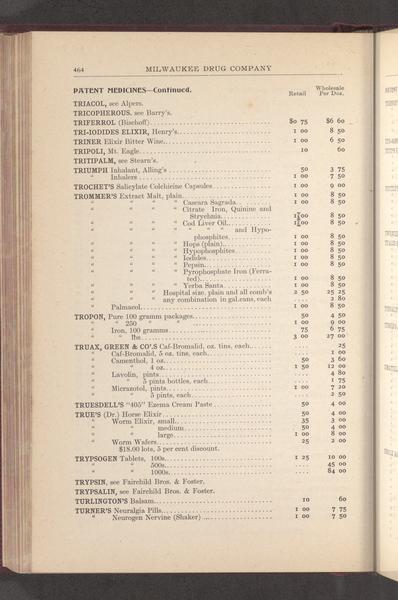 464 MILWAUKEE DRUG COMPANY
PATENT MEDICINES—Continued. Retail Wholesale Per Doz.
TRIACOL, see Alpers.
TRICOPHEROUS, see Barry's.
TRIFERROL (Bischoff) $0 75 $6 60
TRI-IODIDES ELIXIR, Henry's 1 00 8 50
TRINER Elixir Bitter Wine 1 00 6 50
TRIPOLI, Mt. Eagle 10 60
TRITIPALM, see Stearn's.
TRIUMPH Inhalant, Alling's 50 3 75
" Inhalers 1 00 7 50
TROCHET'S Salicylate Colchicine Capsules 1 00 9 00
TROMMER'S Extract Malt, plain 1 00 8 50
" " " Cascara Sagrada 1 00 8 50
" " " Citrate Iron, Quinine and
Strychnia 1 00 8 50
" " " Cod Liver Oil 1 00 8 50
" " " " " " and Hypo-
phosphites 1 00 8 50
" " " Hops (plain) 1 00 8 50
" " " Hypophosphites 1 00 8 50
" " " Iodides 1 00 8 50
" " " Pepsin 1 00 8 50
" " " Pyrophosphate Iron (Ferra-
ted) 1 00 8 50
" " " Yerba Santa 1 00 8 50
" " Hospital size, plain and all comb's 2 50 25 25
" " any combination in gal. cans, each .... 2 80
" Palmacol 1 00 8 50
TROPON, Pure 100 gramm packages 50 4 50
" " 250 " " 1 00 9 00
" Iron, 100 gramms 75 6 75
" " lbs 3 00 27 00
TRUAX, GREEN & CO.'S Caf-Bromalid, oz. tins, each .... 25
" Caf-Bromalid, 5 oz. tins, each .... 1 00
" Camenthol, 1 oz. 50 3 60
" " 4 oz. 1 50 12 00
" Lavolin, pints .... 4 80
" " 5 pints bottles, each .... 1 75
" Micrazotol, pints 1 00 7 20
" " 5 pints, each .... 2 50
TRUESDELL'S "405" Ezema Cream Paste 50 4 00
TRUE'S (Dr.) Horse Elixir 50 4 00
" Worm Elixir, small 35 3 00
" " medium 50 4 00
" " large 1 00 8 00
" Worm Wafers 25 2 00
$18.00 lots, 5 per cent discount.
TRYPSOGEN Tablets, 100s 1 25 10 00
" " 500s .... 45 00
" " 1000s .... 84 00
TRYPSIN, see Fairchild Bros. & Foster.
TRYPSALIN, see Fairchild Bros. & Foster.
TURLINGTON'S Balsam 10 60
TURNER'S Neuralgia Pills 1 00 7 75
" Neurogen Nervine (Shaker) 1 00 7 50